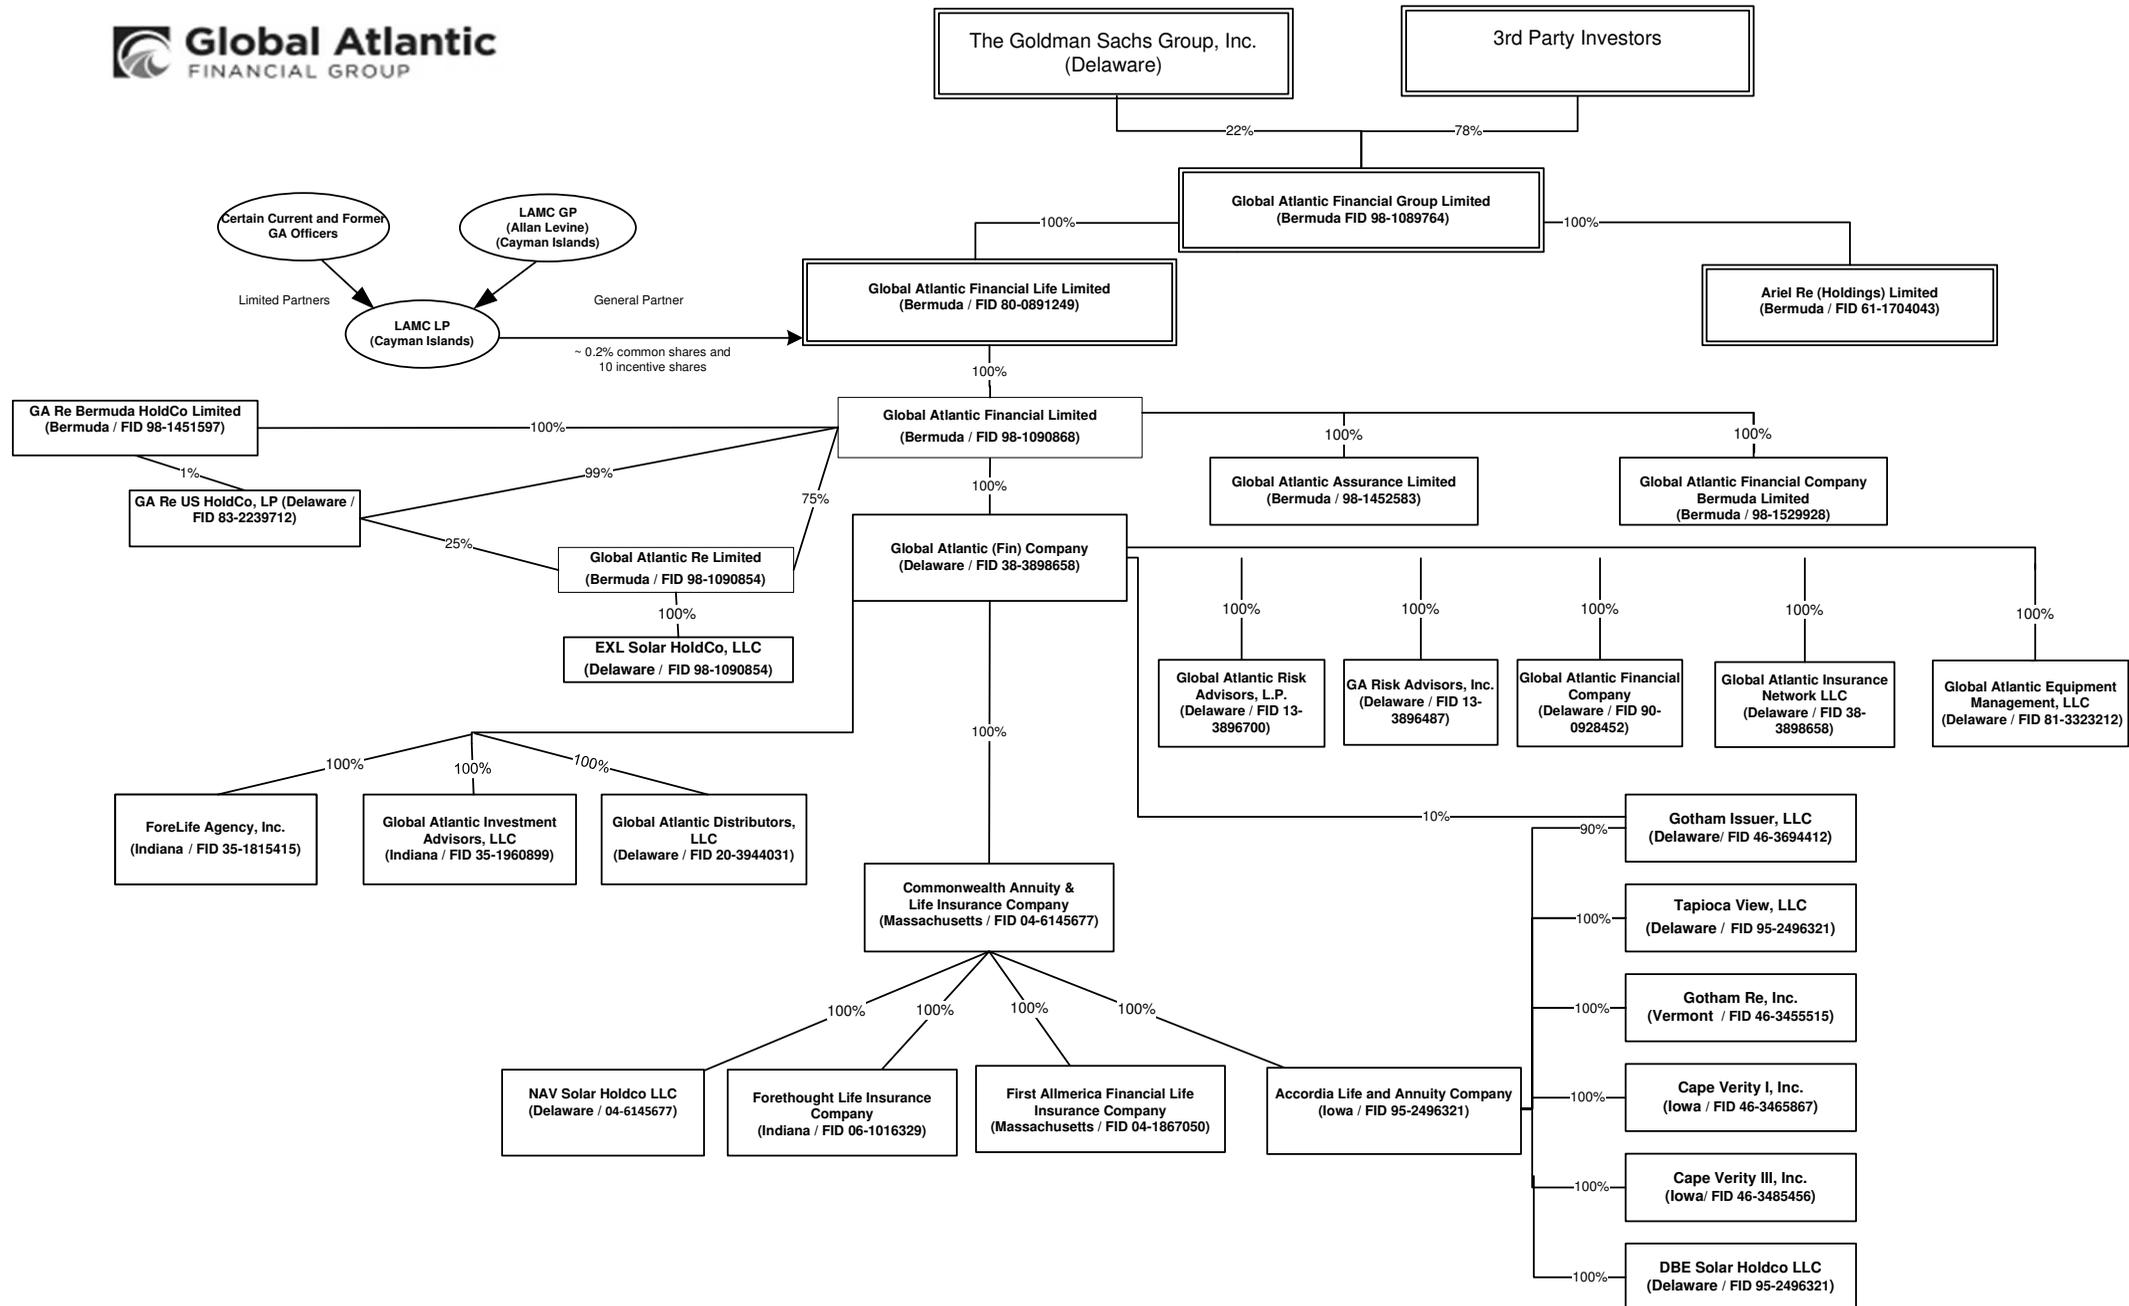 Global Atlantic
FINANCIAL GROUP
The Goldman Sachs Group, Inc.
(Delaware)
3rd Party Investors
22%
78%
Global Atlantic Financial Group Limited
(Bermuda FID 98-1089764)
100%
100%
Certain Current and Former
GA Officers
LAMC GP
(Allan Levine)
(Cayman Islands)
Limited Partners
General Partner
LAMC LP
(Cayman Islands)
~ 0.2% common shares and
10 incentive shares
Global Atlantic Financial Life Limited
(Bermuda / FID 80-0891249)
Ariel Re (Holdings) Limited
(Bermuda / FID 61-1704043)
100%
GA Re Bermuda HoldCo Limited
(Bermuda / FID 98-1451597)
100%
Global Atlantic Financial Limited
(Bermuda / FID 98-1090868)
100%
100%
1%
99%
75%
100%
Global Atlantic Assurance Limited
(Bermuda / 98-1452583)
Global Atlantic Financial Company
Bermuda Limited
(Bermuda / 98-1529928)
GA Re US HoldCo, LP (Delaware /
FID 83-2239712)
25%
Global Atlantic Re Limited
(Bermuda / FID 98-1090854)
100%
EXL Solar HoldCo, LLC
(Delaware / FID 98-1090854)
Global Atlantic (Fin) Company
(Delaware / FID 38-3898658)
100%
100%
100%
100%
100%
Global Atlantic Risk
Advisors, L.P.
(Delaware / FID 13-
3896700)
GA Risk Advisors, Inc.
(Delaware / FID 13-
3896487)
Global Atlantic Financial
Company
(Delaware / FID 90-
0928452)
Global Atlantic Insurance
Network LLC
(Delaware / FID 38-
3898658)
Global Atlantic Equipment
Management, LLC
(Delaware / FID 81-3323212)
100%
100%
100%
100%
ForeLife Agency, Inc.
(Indiana / FID 35-1815415)
Global Atlantic Investment
Advisors, LLC
(Indiana / FID 35-1960899)
Global Atlantic Distributors,
LLC
(Delaware / FID 20-3944031)
10%
90%
Gotham Issuer, LLC
(Delaware/ FID 46-3694412)
Commonwealth Annuity &
Life Insurance Company
(Massachusetts / FID 04-6145677)
100%
Tapioca View, LLC
(Delaware / FID 95-2496321)
100%
100%
100%
100%
100%
Gotham Re, Inc.
(Vermont / FID 46-3455515)
NAV Solar Holdco LLC
(Delaware / 04-6145677)
Forethought Life Insurance
Company
(Indiana / FID 06-1016329)
First Allmerica Financial Life
Insurance Company
(Massachusetts / FID 04-1867050)
Accordia Life and Annuity Company
(Iowa / FID 95-2496321)
100%
Cape Verity I, Inc.
(Iowa / FID 46-3465867)
100%
Cape Verity III, Inc.
(Iowa/ FID 46-3485456)
100%
DBE Solar Holdco LLC
(Delaware / FID 95-2496321)